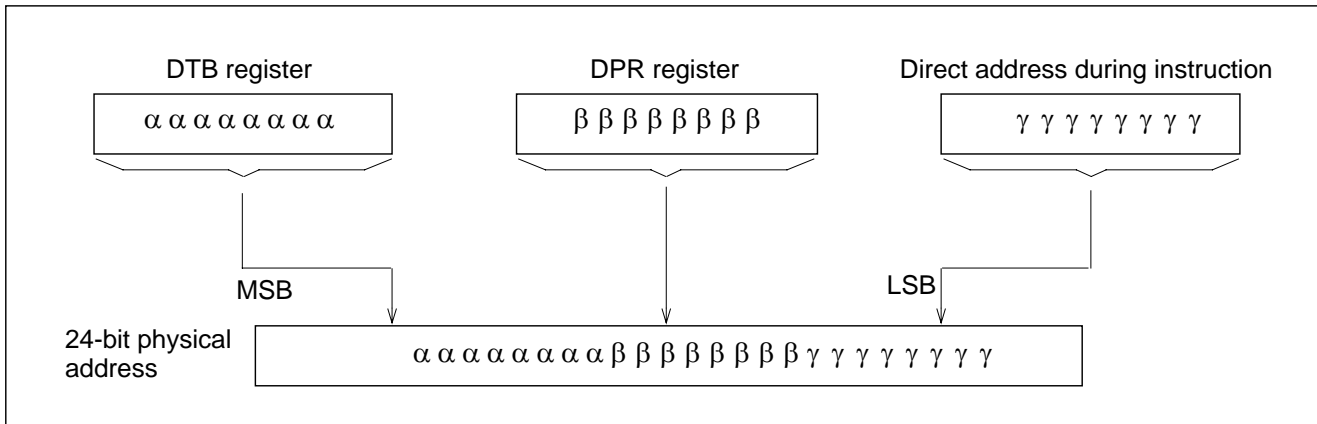 DTB register
DPR register
Direct address during instruction
α α α α α α α α
β β β β β β β β
γ γ γ γ γ γ γ γ
MSB
LSB
24-bit physical
address
α α α α α α α α β β β β β β β β γ γ γ γ γ γ γ γ